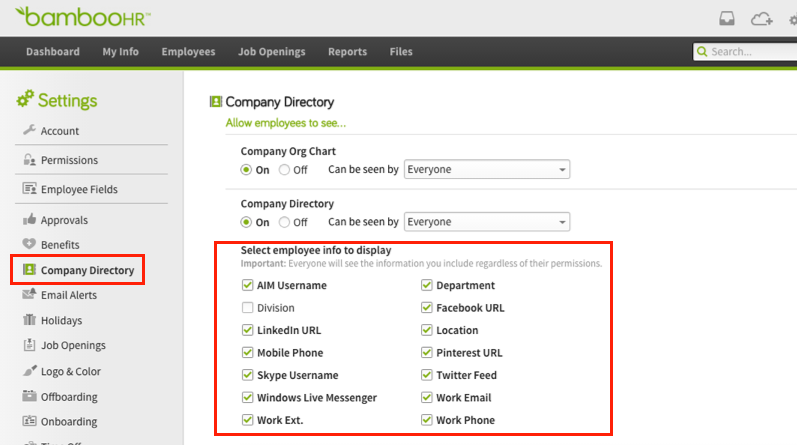 bambooHR™
Dashboard My Info Employees Job Openings Reports Files Search...
Settings
Account
Permissions
Employee Fields
Approvals
Benefits
Company Directory
Email Alerts
Holidays
Job Openings
Logo & Color
Offboarding
Onboarding
Company Directory
Allow employees to see...
Company Org Chart
On Off Can be seen by Everyone
Company Directory
On Off Can be seen by Everyone
Select employee info to display
Important: Everyone will see the information you include regardless of their permissions.
AIM Username Department
Division Facebook URL
LinkedIn URL Location
Mobile Phone Pinterest URL
Skype Username Twitter Feed
Windows Live Messenger Work Email
Work Ext. Work Phone